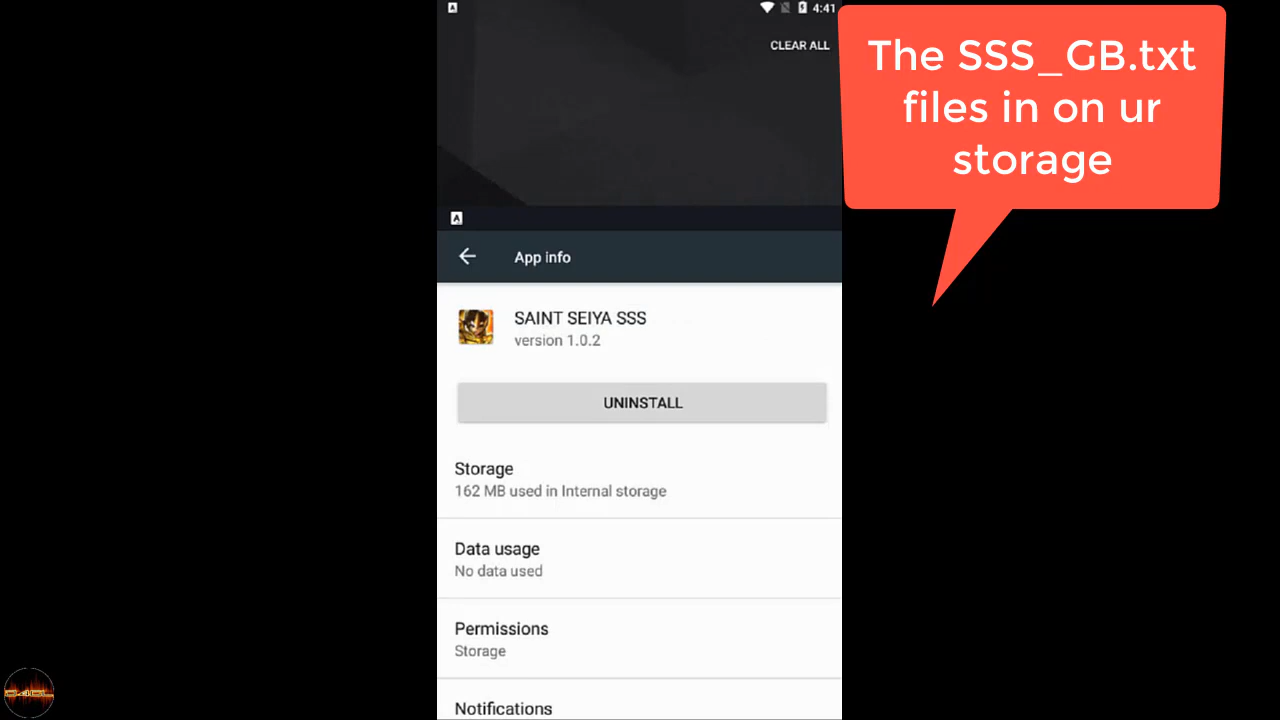 4:41
CLEAR ALL
The SSS_GB.txt
files in on ur
storage
App info
SAINT SEIYA SSS
version 1.0.2
UNINSTALL
Storage
162 MB used in Internal storage
Data usage
No data used
Permissions
Storage
Notifications